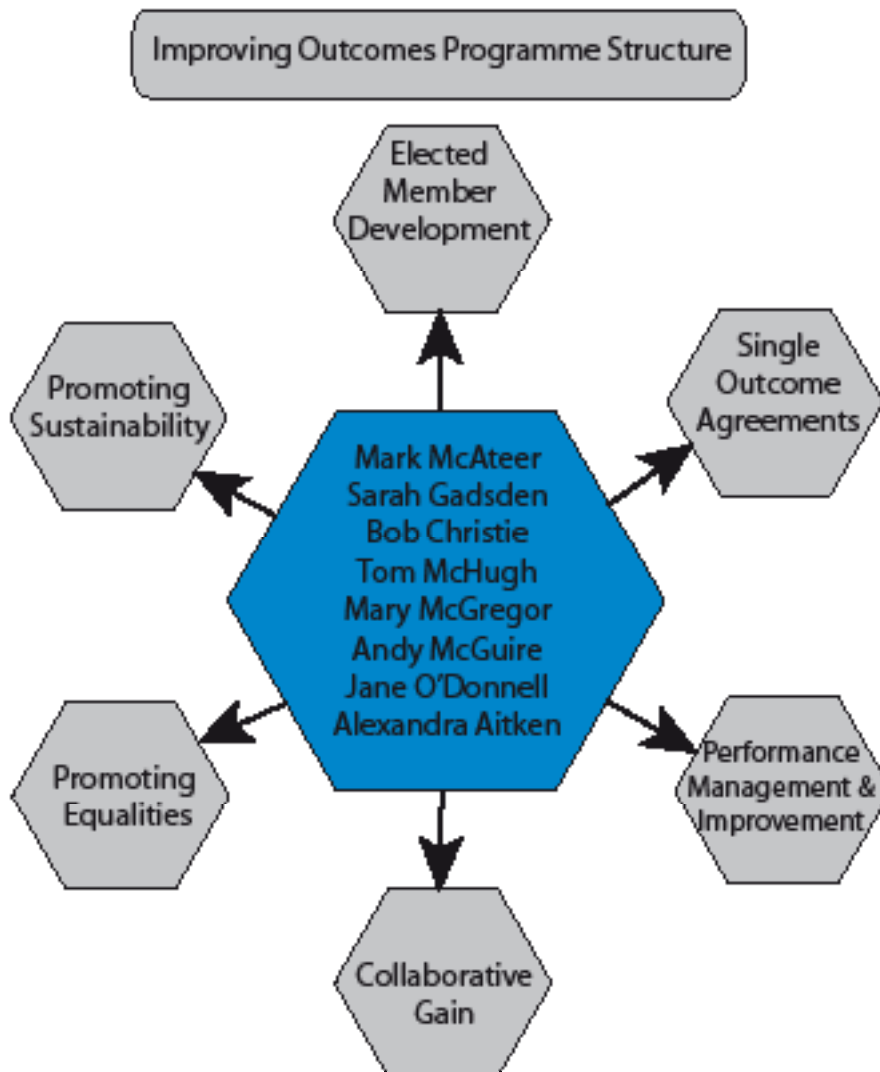 Improving Outcomes Programme Structure
Elected
Member
Development
Single
Outcome
Agreements
Promoting
Sustainability
Mark McAteer
Sarah Gadsden
Bob Christie
Tom McHugh
Mary McGregor
Andy McGuire
Jane O'Donnell
Alexandra Aitken
Performance
Management &
Improvement
Promoting
Equalities
Collaborative
Gain